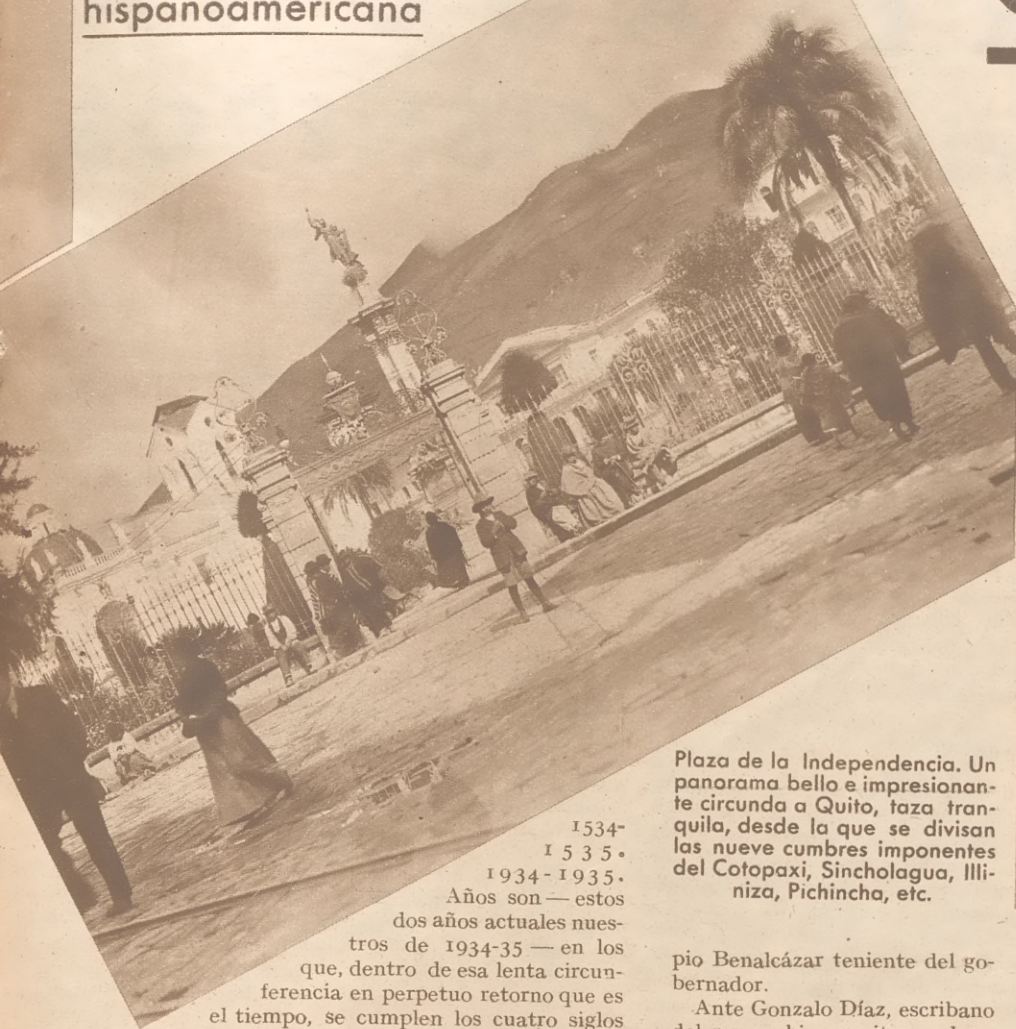 hispanoamericana
Plaza de la Independencia. Un
panorama bello e impresionan-
te circunda a Quito, taza tran-
quila, desde la que se divisan
las nueve cumbres imponentes
del Cotopaxi, Sincholagua, Illi-
niza, Pichincha, etc.
1534-
1535.
1934-1935.
Años son — estos
dos años actuales nues-
tros de 1934-35 — en los
que, dentro de esa lenta circun-
ferencia en perpetuo retorno que es
el tiempo, se cumplen los cuatro siglos
pio Benalcázar teniente del go-
bernador.
Ante Gonzalo Díaz, escribano